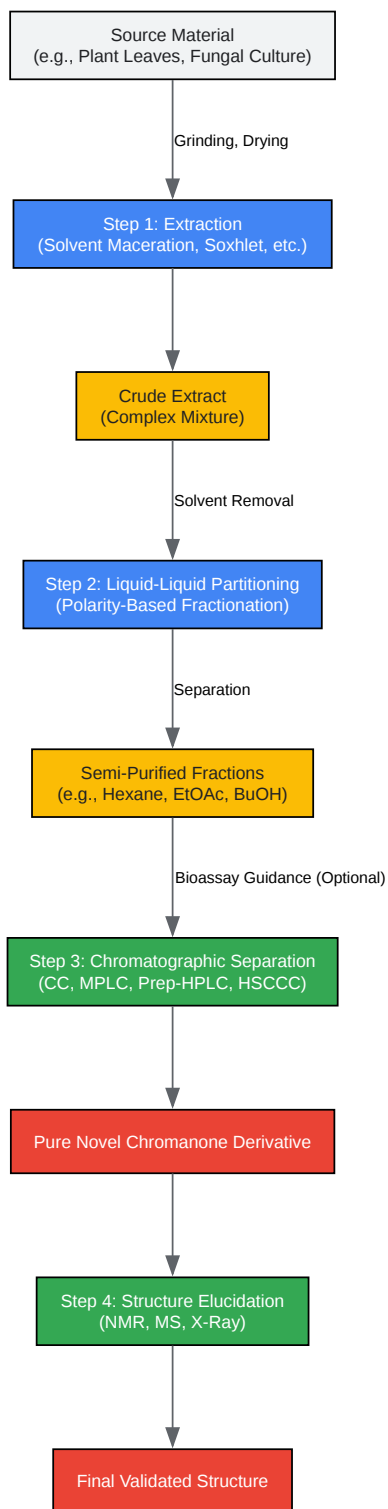 Source Material
(e.g., Plant Leaves, Fungal Culture)
Grinding, Drying
Step 1: Extraction
(Solvent Maceration, Soxhlet, etc.)
Crude Extract
(Complex Mixture)
Solvent Removal
Step 2: Liquid-Liquid Partitioning
(Polarity-Based Fractionation)
Separation
Semi-Purified Fractions
(e.g., Hexane, EtOAc, BuOH)
Bioassay Guidance (Optional)
Step 3: Chromatographic Separation
(CC, MPLC, Prep-HPLC, HSCCC)
Pure Novel Chromanone Derivative
Step 4: Structure Elucidation
(NMR, MS, X-Ray)
Final Validated Structure